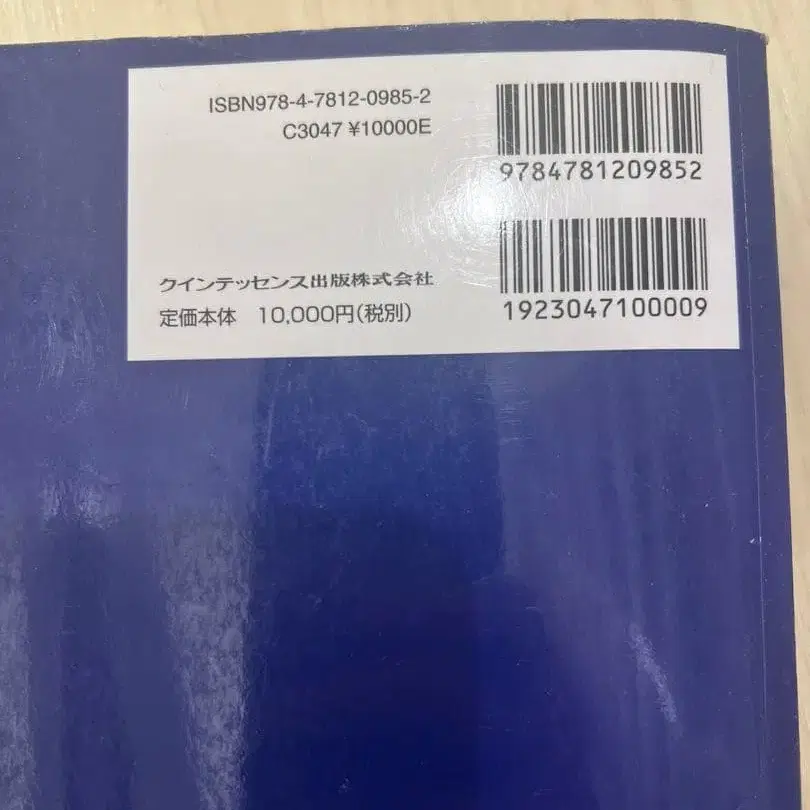 ISBN978-4-7812-0985-2
C3047 ¥10000E
クインテッセンス出版株式会社
定価本体 10,000円(税別)
9784781209852
1923047100009